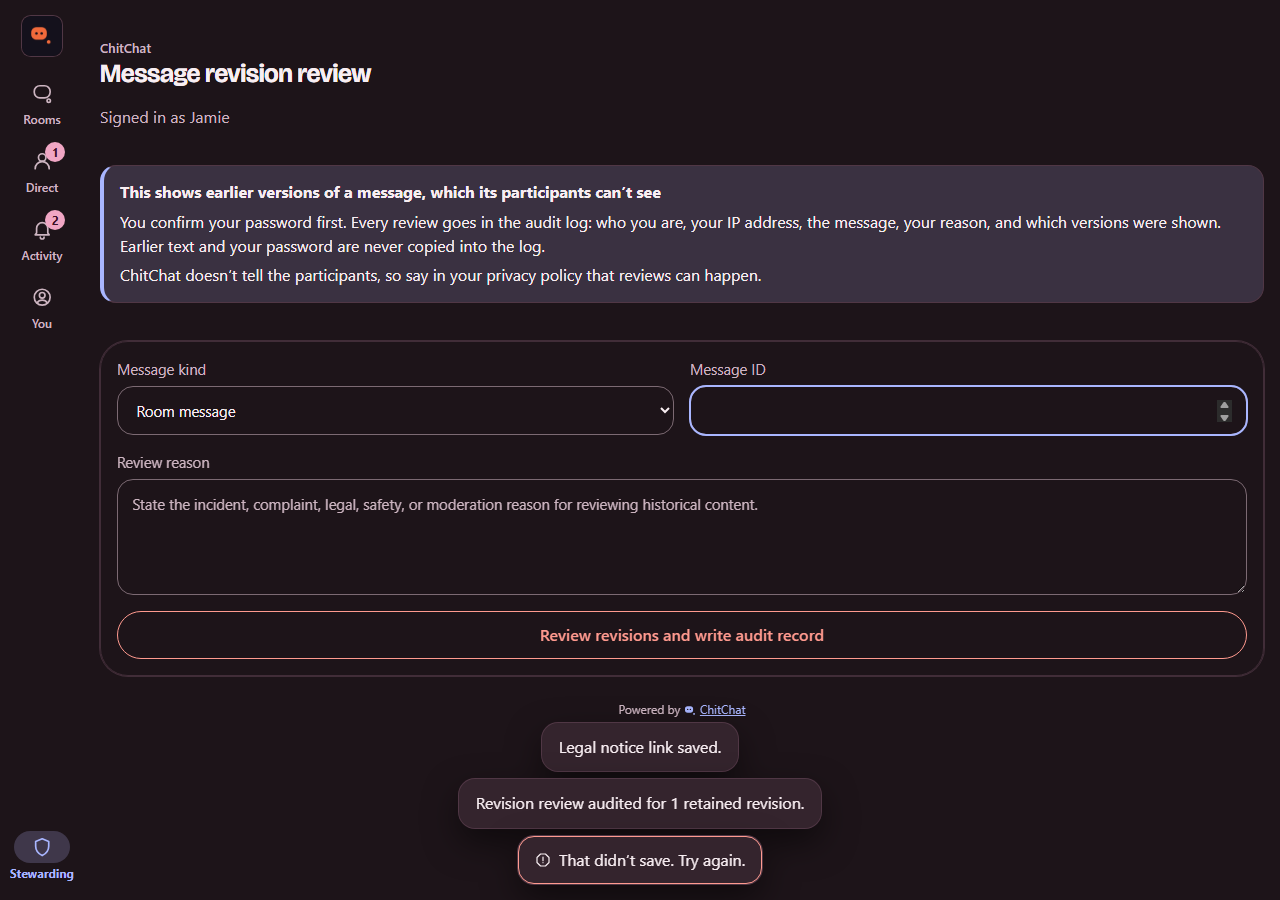 ChitChat
Message revision review
Signed in as Jamie
Rooms
1
Direct
2
Activity
You
This shows earlier versions of a message, which its participants can’t see
You confirm your password first. Every review goes in the audit log: who you are, your IP address, the message, your reason, and which versions were shown.
Earlier text and your password are never copied into the log.
ChitChat doesn’t tell the participants, so say in your privacy policy that reviews can happen.
Message kind
Message ID
Room message
Review reason
State the incident, complaint, legal, safety, or moderation reason for reviewing historical content.
Review revisions and write audit record
Powered by ChitChat
Legal notice link saved.
Revision review audited for 1 retained revision.
That didn’t save. Try again.
Stewarding